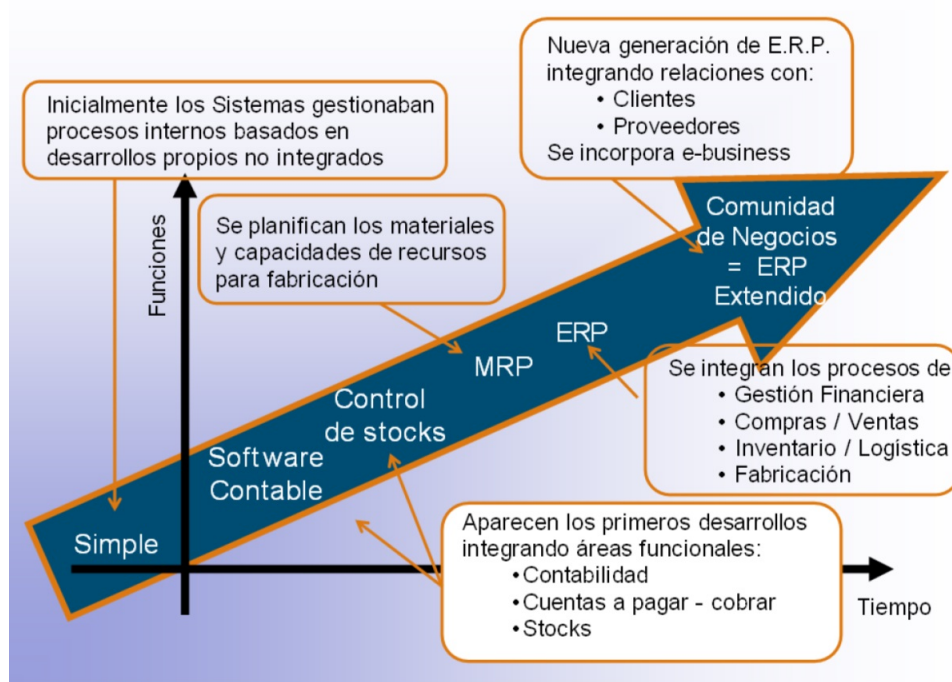 Nueva generación de E.R.P.
integrando relaciones con:
• Clientes
• Proveedores
Se incorpora e-business
Inicialmente los Sistemas gestionaban
procesos internos basados en
desarrollos propios no integrados
Funciones
Se planifican los materiales
y capacidades de recursos
para fabricación
Comunidad
de Negocios
= ERP
Extendido
ERP
MRP
Control
de stocks
Software
Contable
Simple
Se integran los procesos de
• Gestión Financiera
• Compras / Ventas
• Inventario / Logística
• Fabricación
Aparecen los primeros desarrollos
integrando áreas funcionales:
•Contabilidad
•Cuentas a pagar - cobrar
•Stocks
Tiempo